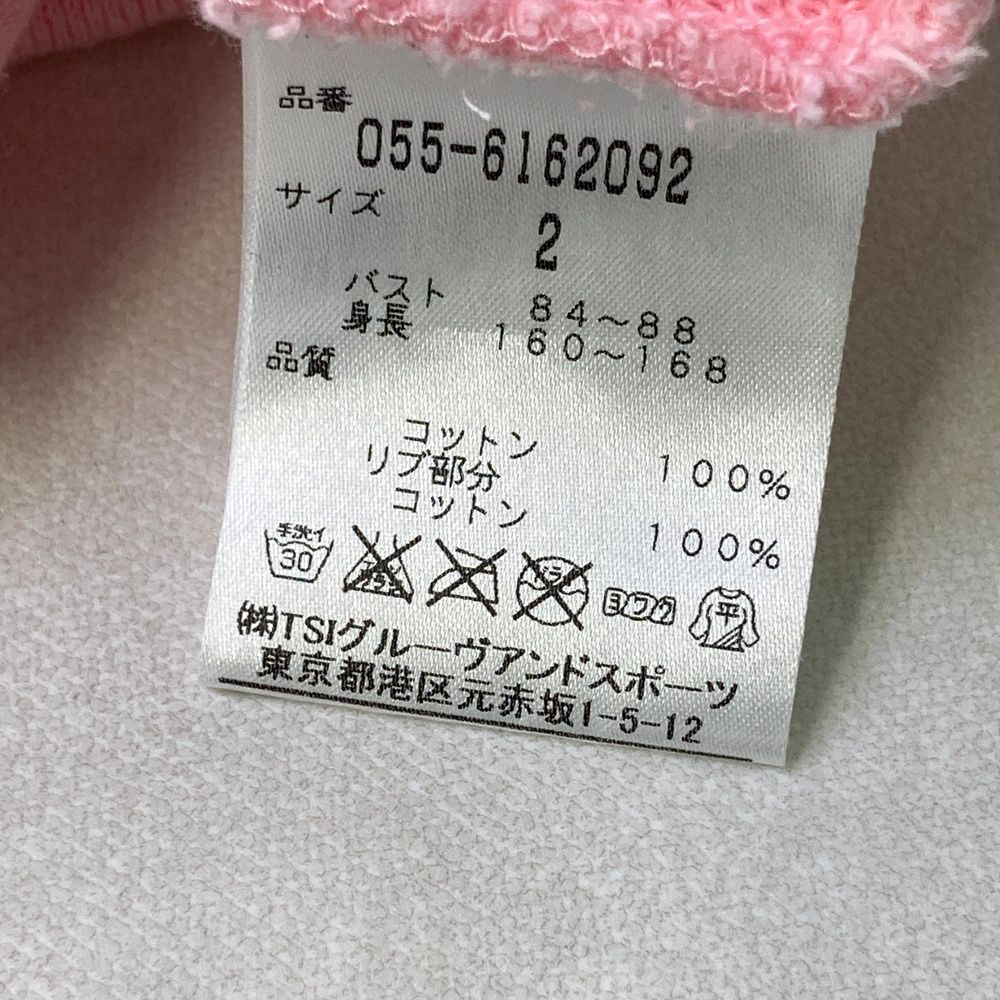 品番
055-6162092
サイズ
2
バスト 84～88
身長 160～168
品質
コットン 100%
リブ部分
コットン 100%
手洗イ 30 ドライ ヨワク 平
(株)TSIグルーヴアンドスポーツ
東京都港区元赤坂1-5-12